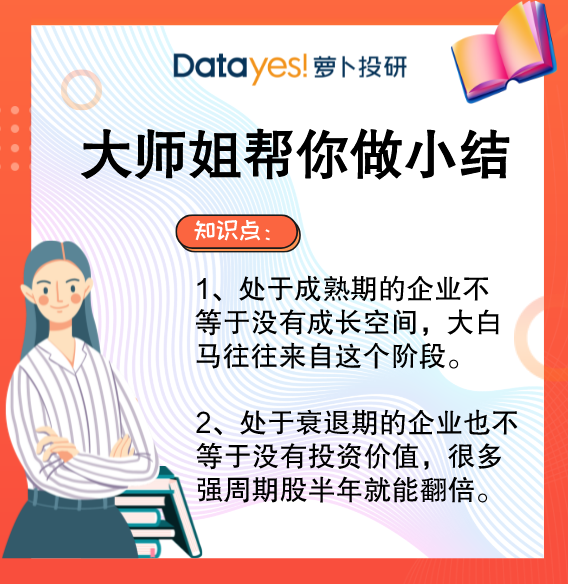 Datayes! 萝卜投研
大师姐帮你做小结
知识点：
1、处于成熟期的企业不
等于没有成长空间，大白
马往往来自这个阶段。
2、处于衰退期的企业也不
等于没有投资价值，很多
强周期股半年就能翻倍。